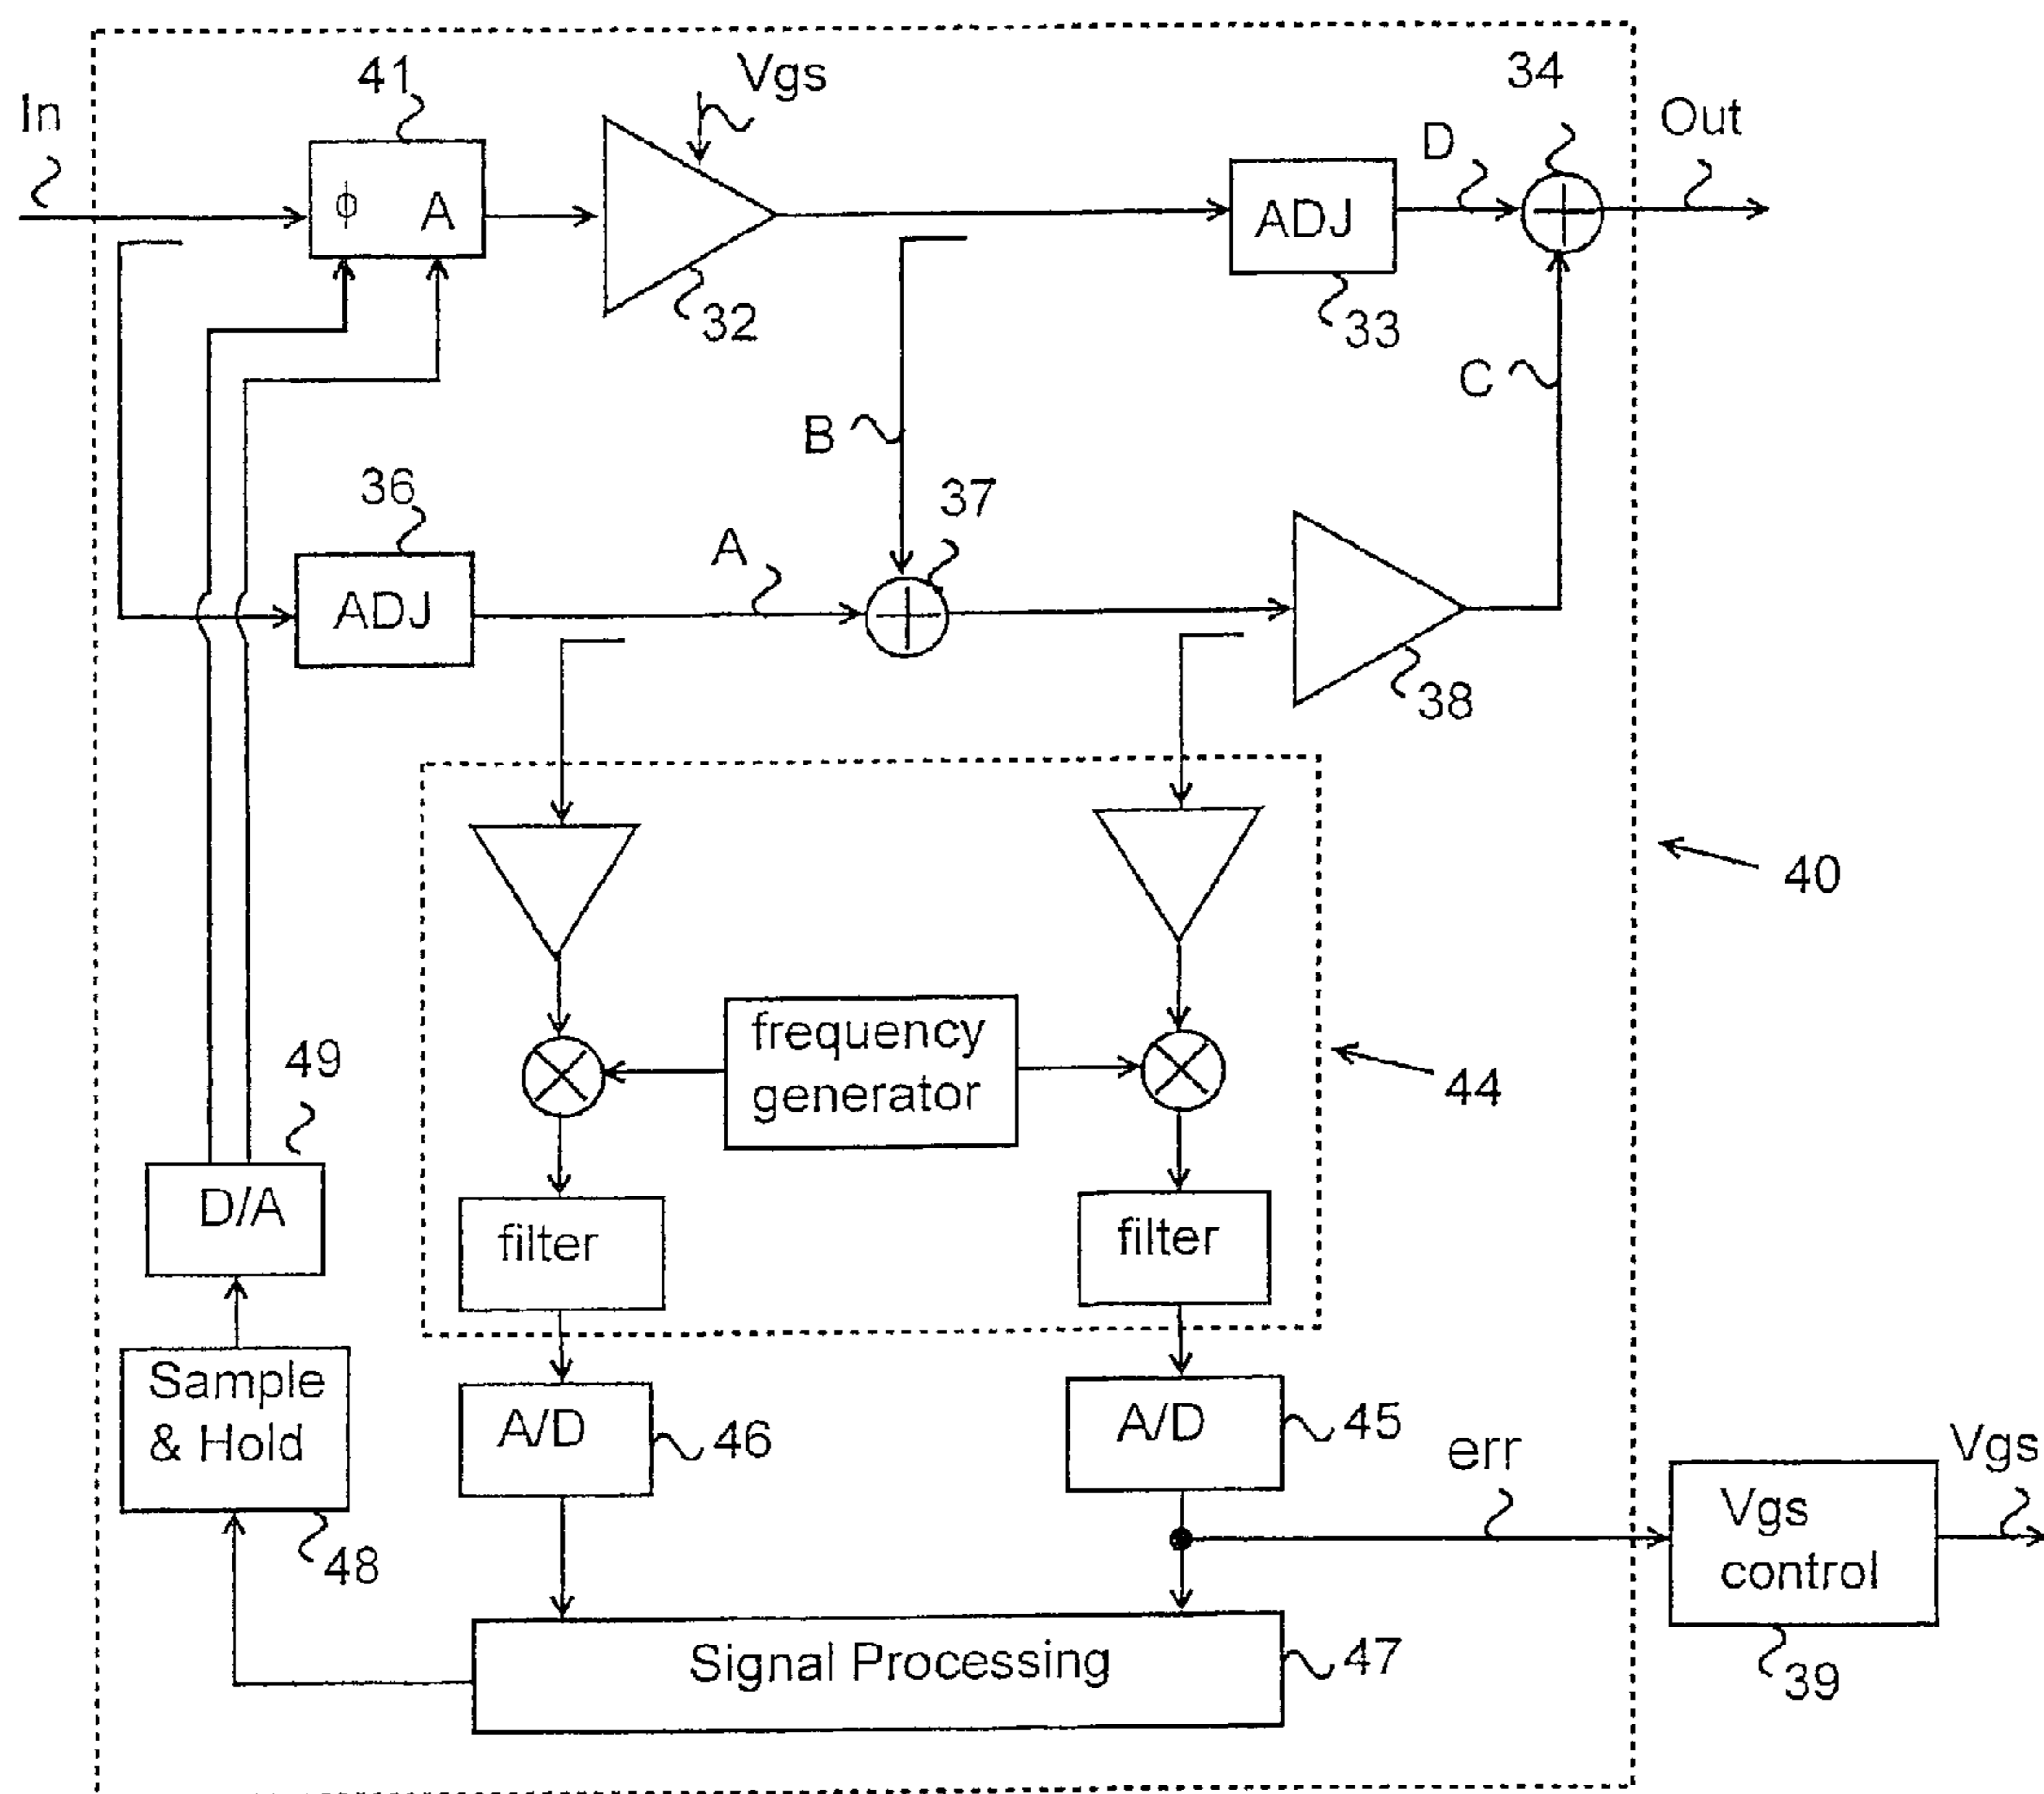 In
41
Vgs
34
Out
ϕ A
D
ADJ
32
33
C
B
36
37
A
ADJ
38
40
frequency
generator
44
49
D/A
filter
filter
Sample
& Hold
A/D
46
A/D
45
err
Vgs
Vgs
control
48
Signal Processing
47
39